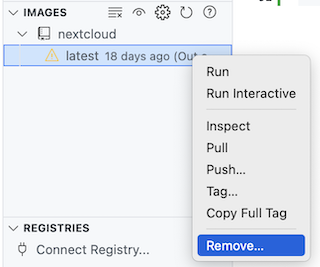 IMAGES
nextcloud
latest 18 days ago (Out
Run
Run Interactive
Inspect
Pull
Push...
Tag...
Copy Full Tag
Remove...
REGISTRIES
Connect Registry...